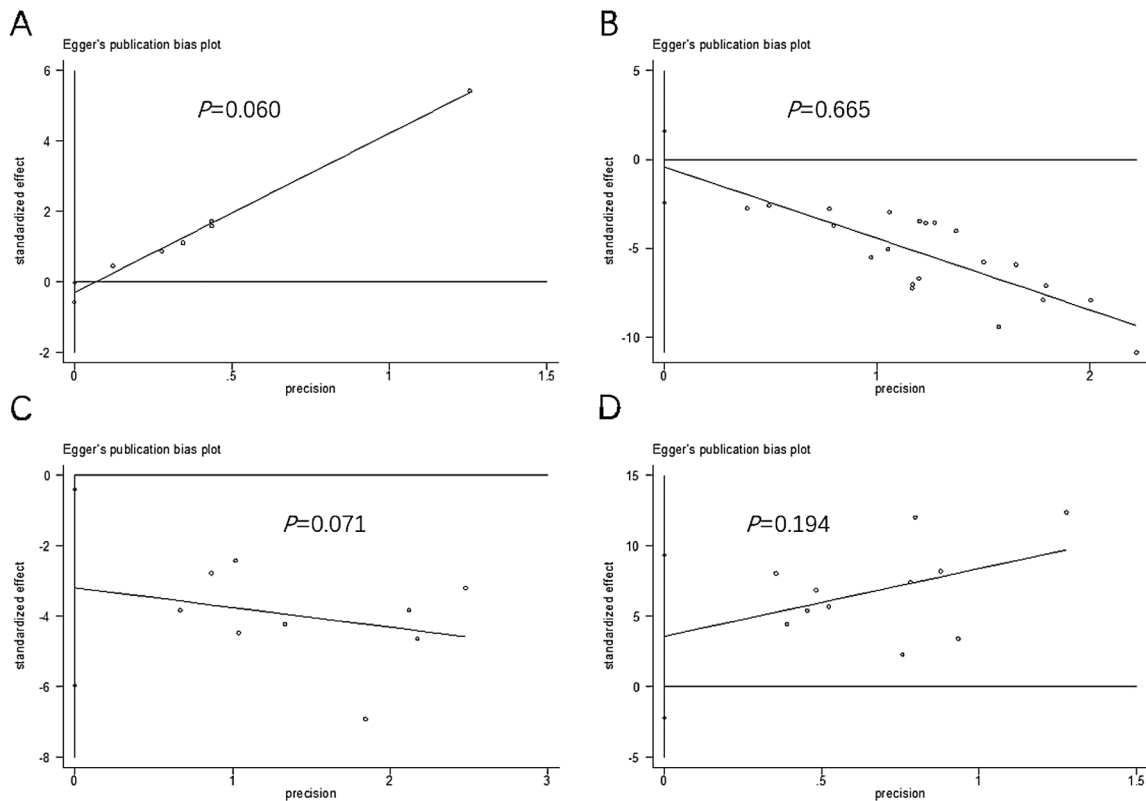 A
Egger's publication bias plot
P=0.060
standardized effect
6
4
2
0
-2
0
.5
1
1.5
precision
B
Egger's publication bias plot
P=0.665
standardized effect
5
0
-5
-10
0
1
2
precision
C
Egger's publication bias plot
P=0.071
standardized effect
0
-2
-4
-6
-8
0
1
2
3
precision
D
Egger's publication bias plot
P=0.194
standardized effect
15
10
5
0
-5
0
.5
1
1.5
precision